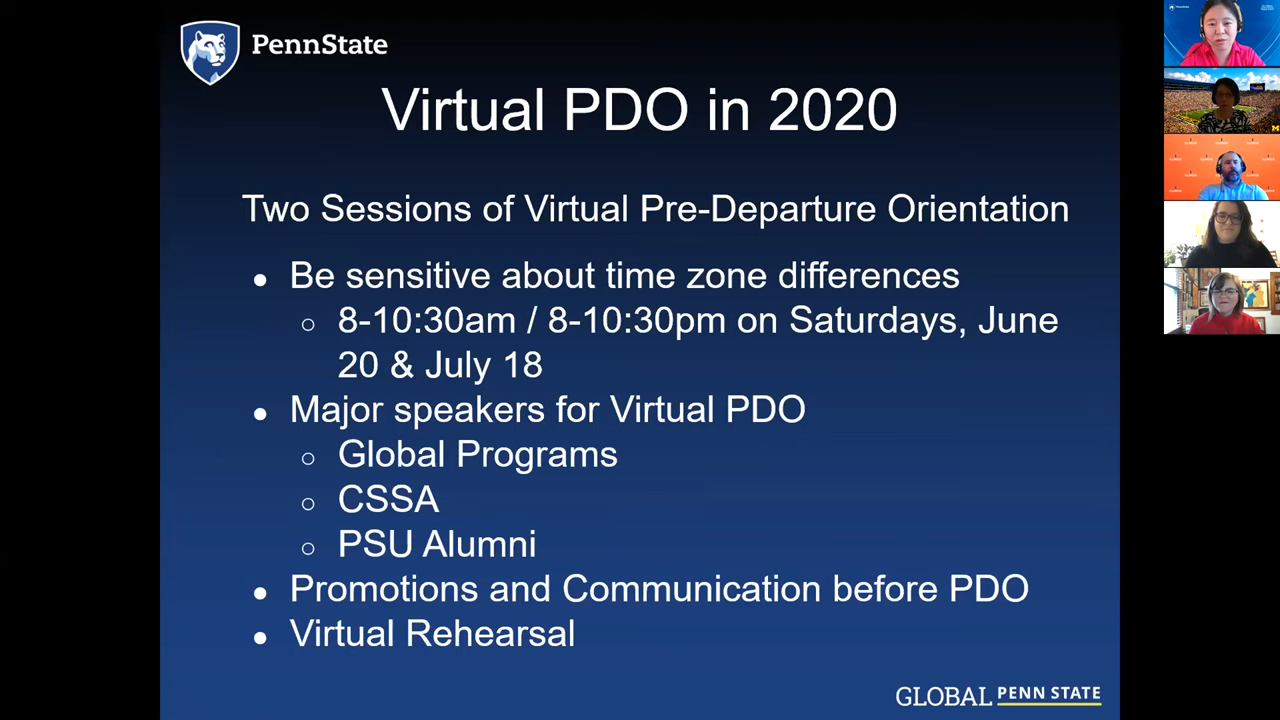 PennState
Virtual PDO in 2020
Two Sessions of Virtual Pre-Departure Orientation
● Be sensitive about time zone differences
○ 8-10:30am / 8-10:30pm on Saturdays, June
20 & July 18
● Major speakers for Virtual PDO
○ Global Programs
○ CSSA
○ PSU Alumni
● Promotions and Communication before PDO
● Virtual Rehearsal
GLOBAL PENN STATE